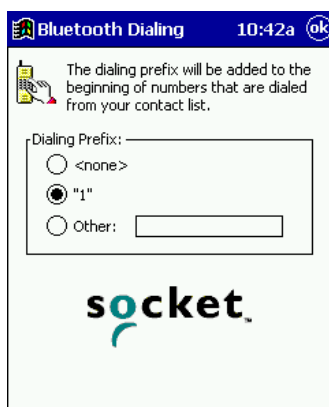 Bluetooth Dialing 10:42a ok
The dialing prefix will be added to the
beginning of numbers that are dialed
from your contact list.
Dialing Prefix:
<none>
"1"
Other:
socket™